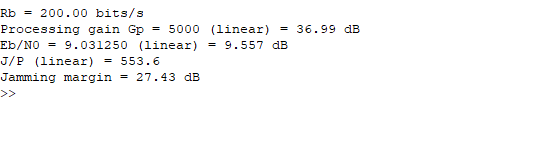 Rb = 200.00 bits/s
Processing gain Gp = 5000 (linear) = 36.99 dB
Eb/N0 = 9.031250 (linear) = 9.557 dB
J/P (linear) = 553.6
Jamming margin = 27.43 dB
>>